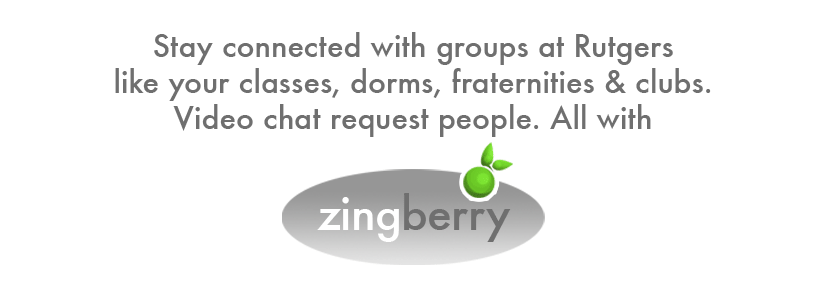 Stay connected with groups at Rutgers
like your classes, dorms, fraternities & clubs.
Video chat request people. All with
zingberry